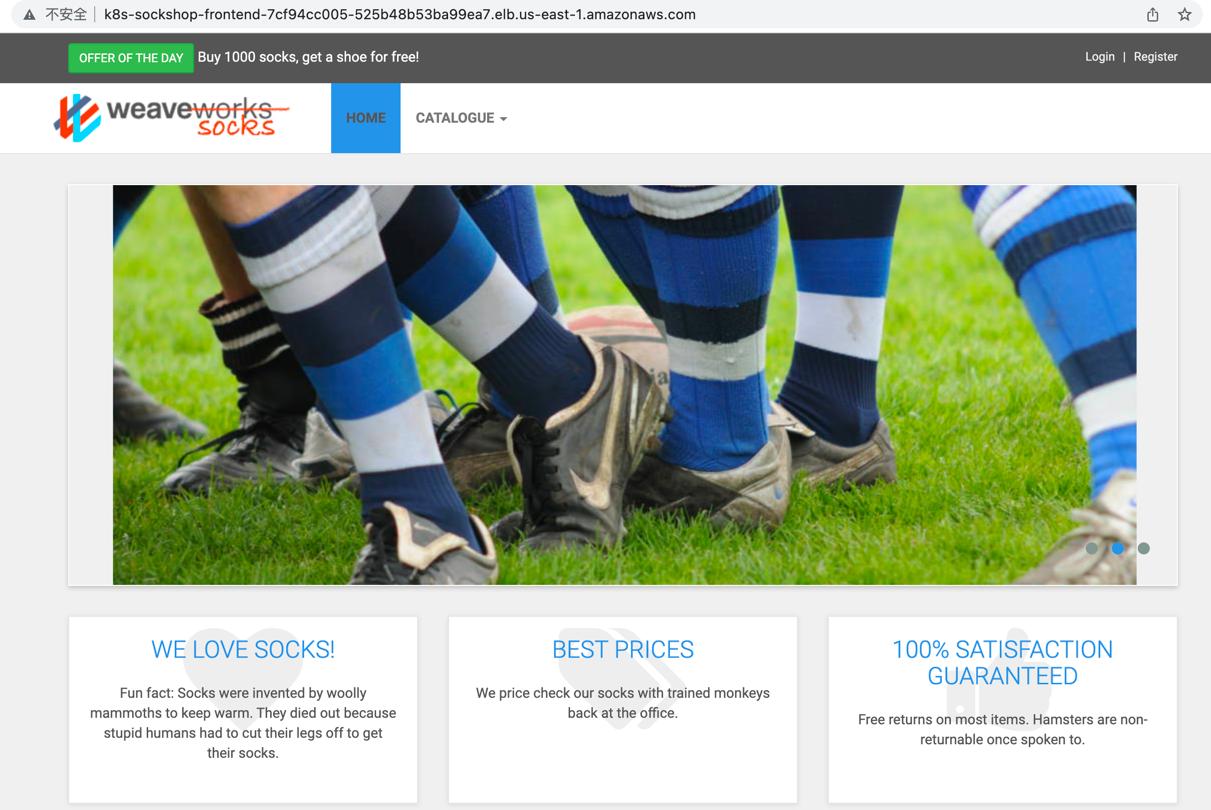 不安全 k8s-sockshop-frontend-7cf94cc005-525b48b53ba99ea7.elb.us-east-1.amazonaws.com
OFFER OF THE DAY Buy 1000 socks, get a shoe for free! Login | Register
weaveworks
socks
HOME CATALOGUE
WE LOVE SOCKS!
Fun fact: Socks were invented by woolly
mammoths to keep warm. They died out because
stupid humans had to cut their legs off to get
their socks.
BEST PRICES
We price check our socks with trained monkeys
back at the office.
100% SATISFACTION
GUARANTEED
Free returns on most items. Hamsters are non-
returnable once spoken to.